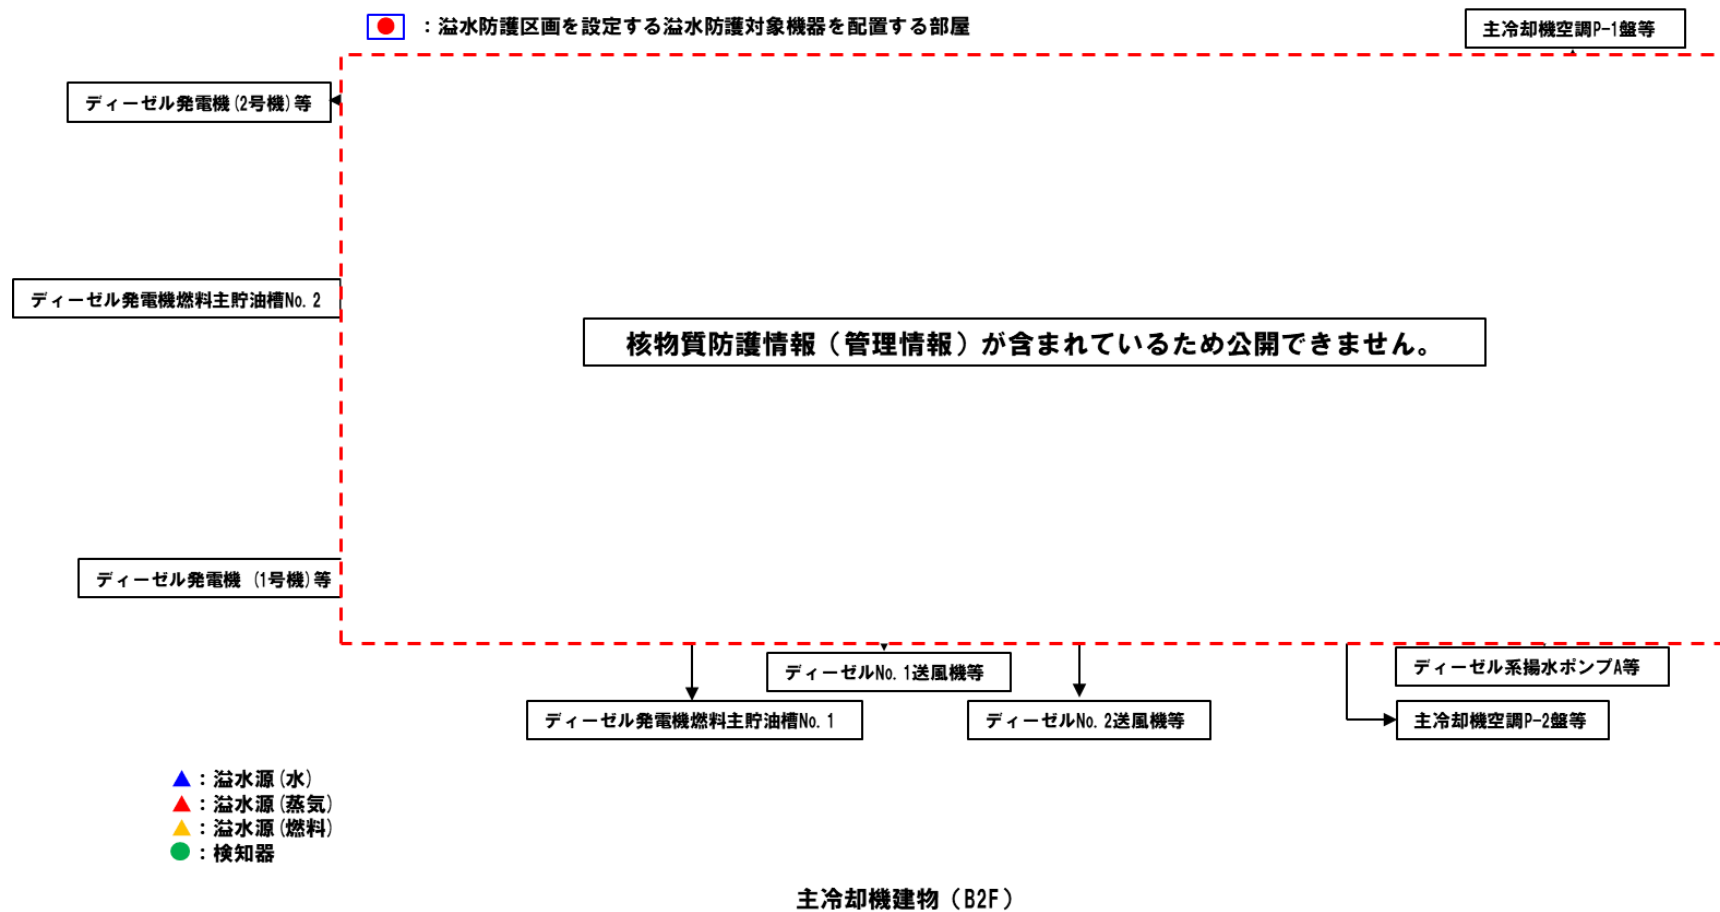 ：溢水防護区画を設定する溢水防護対象機器を配置する部屋
主冷却機空調P-1盤等
ディーゼル発電機(2号機)等
ディーゼル発電機燃料主貯油槽No.2
核物質防護情報（管理情報）が含まれているため公開できません。
ディーゼル発電機 (1号機)等
ディーゼルNo.1送風機等
ディーゼル系揚水ポンプA等
ディーゼル発電機燃料主貯油槽No.1
ディーゼルNo.2送風機等
主冷却機空調P-2盤等
：溢水源(水)
：溢水源(蒸気)
：溢水源(燃料)
：検知器
主冷却機建物（B2F）